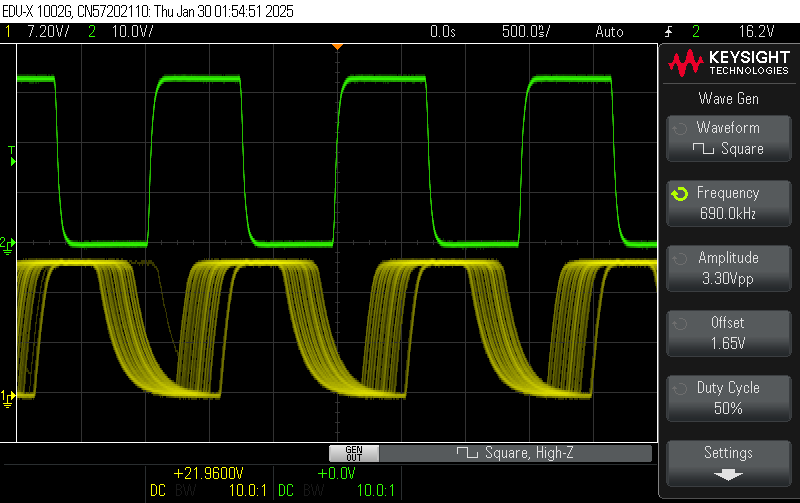 EDU-X 1002G, CN57202110: Thu Jan 30 01:54:51 2025
1 7.20V/ 2 10.0V/ 0.0s 500.0ns/ Auto 2 16.2V
KEYSIGHT
TECHNOLOGIES
Wave Gen
Waveform
Square
Frequency
690.0kHz
Amplitude
3.30Vpp
Offset
1.65V
Duty Cycle
50%
Settings
T
2
1
GEN
OUT
Square, High-Z
+21.9600V +0.0V
DC BW 10.0:1 DC BW 10.0:1